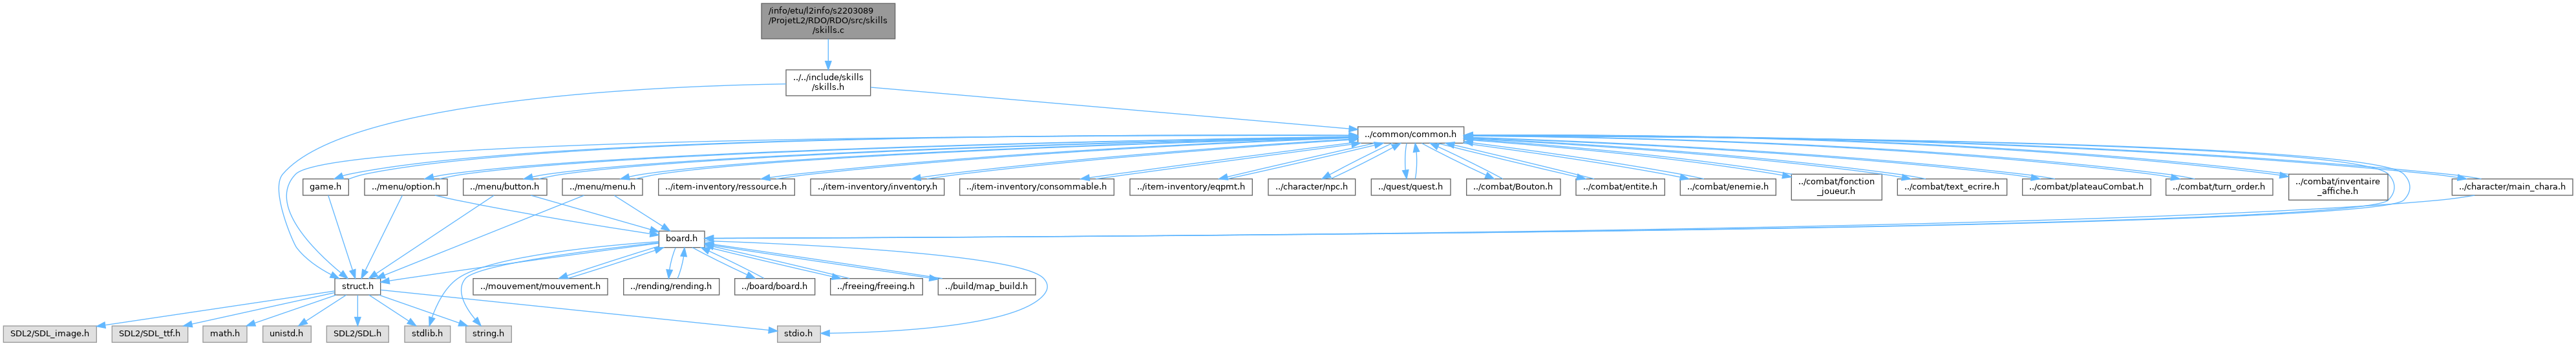 /info/etu/l2info/s2203089
/ProjetL2/RDO/RDO/src/skills
/skills.c
../../include/skills
/skills.h
../common/common.h
game.h
../menu/option.h
../menu/button.h
../menu/menu.h
../item-inventory/ressource.h
../item-inventory/inventory.h
../item-inventory/consommable.h
../item-inventory/eqpmt.h
../character/npc.h
../quest/quest.h
../combat/Bouton.h
../combat/entite.h
../combat/enemie.h
../combat/fonction
_joueur.h
../combat/text_ecrire.h
../combat/plateauCombat.h
../combat/turn_order.h
../combat/inventaire
_affiche.h
../character/main_chara.h
board.h
struct.h
../mouvement/mouvement.h
../rending/rending.h
../board/board.h
../freeing/freeing.h
../build/map_build.h
SDL2/SDL_image.h
SDL2/SDL_ttf.h
math.h
unistd.h
SDL2/SDL.h
stdlib.h
string.h
stdio.h